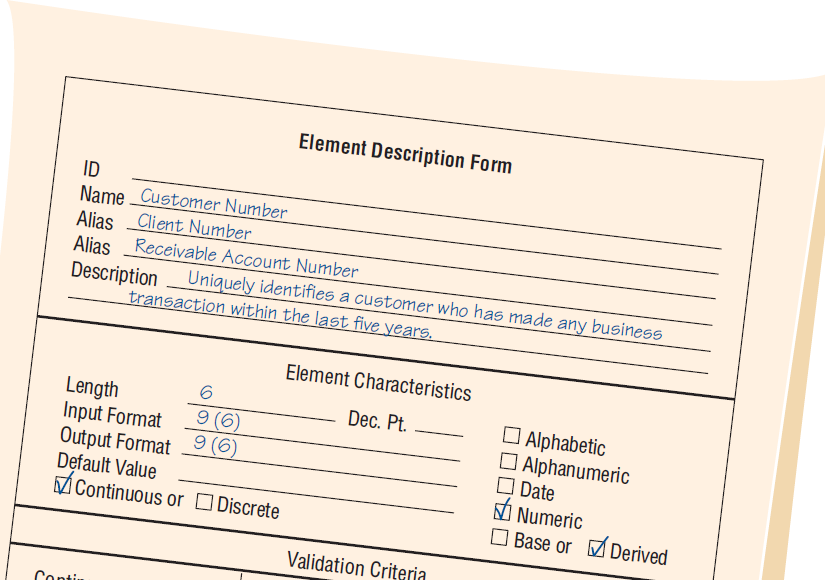 Element Description Form
ID
Name Customer Number
Alias Client Number
Alias Receivable Account Number
Description Uniquely identifies a customer who has made any business
transaction within the last five years.
Element Characteristics
Length 6 Dec. Pt.
Input Format 9 (6)
Output Format 9 (6)
Default Value
Continuous or Discrete
Alphabetic
Alphanumeric
Date
Numeric
Base or Derived
Validation Criteria